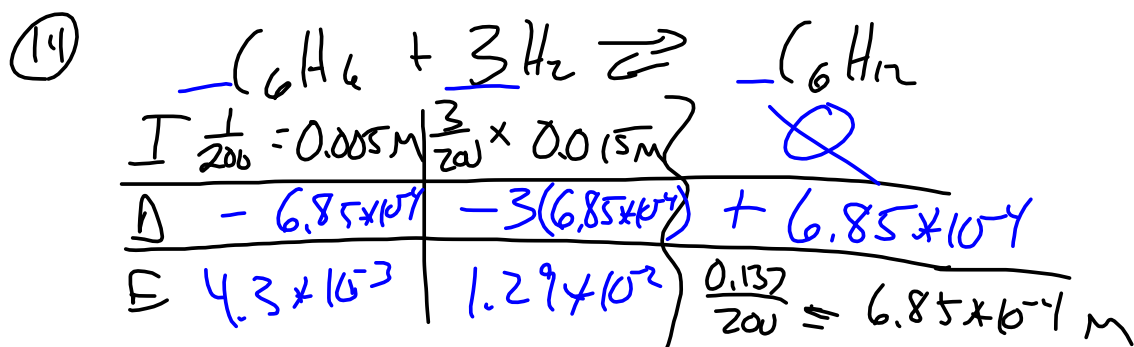 14
_C₆H₆ + 3H₂ ⇌ _C₆H₁₂
I 1/200 = 0.005M 3/200 × 0.015M 0
Δ - 6.85*10⁻⁴ -3(6.85*10⁻⁴) + 6.85*10⁻⁴
E 4.3*10⁻³ 1.29*10⁻² 0.137/200 = 6.85*10⁻⁴ M